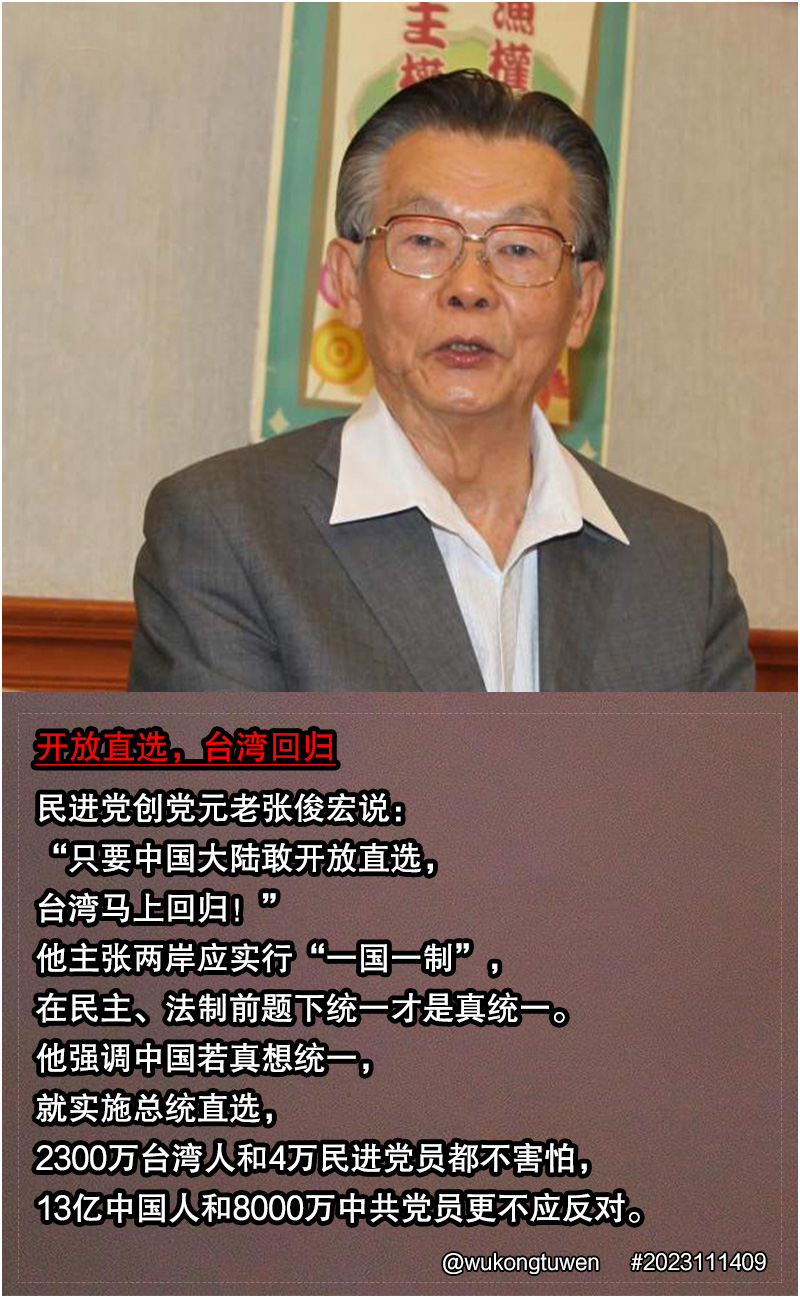 主權
漁權
开放直选，台湾回归
民进党创党元老张俊宏说：
“只要中国大陆敢开放直选，
台湾马上回归！”
他主张两岸应实行“一国一制”，
在民主、法制前题下统一才是真统一。
他强调中国若真想统一，
就实施总统直选，
2300万台湾人和4万民进党员都不害怕，
13亿中国人和8000万中共党员更不应反对。
@wukongtuwen #2023111409